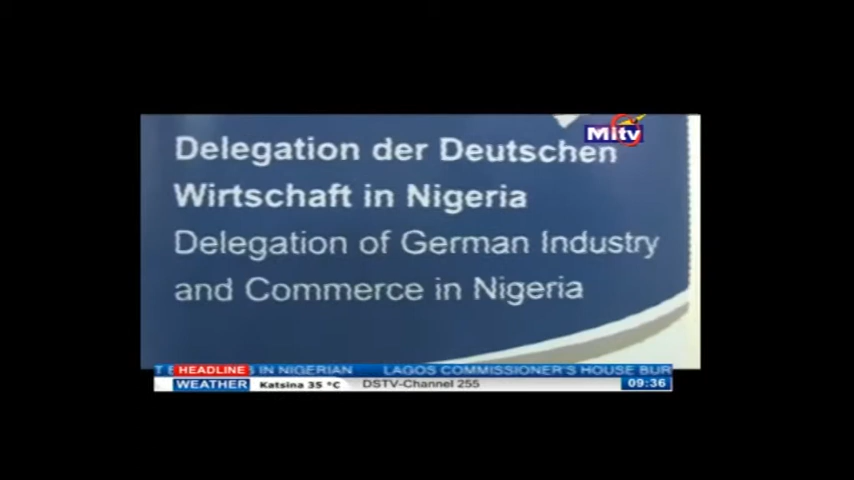 MItv
Delegation der Deutschen
Wirtschaft in Nigeria
Delegation of German Industry
and Commerce in Nigeria
HEADLINE IN NIGERIAN LAGOS COMMISSIONER'S HOUSE BUR
WEATHER Katsina 35 °C DSTV-Channel 255 09:36